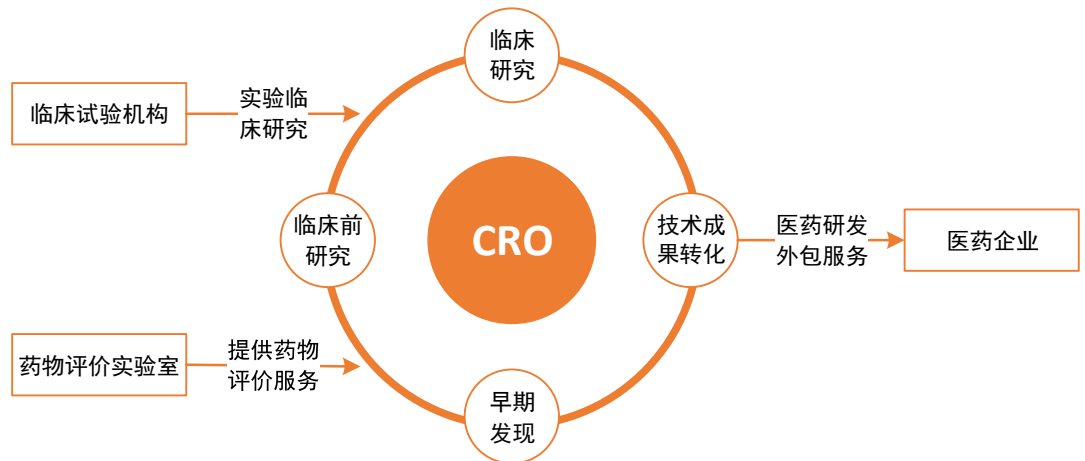 临床
研究
临床试验机构
实验临
床研究
临床前
研究
CRO
技术成
果转化
医药研发
外包服务
医药企业
药物评价实验室
提供药物
评价服务
早期
发现